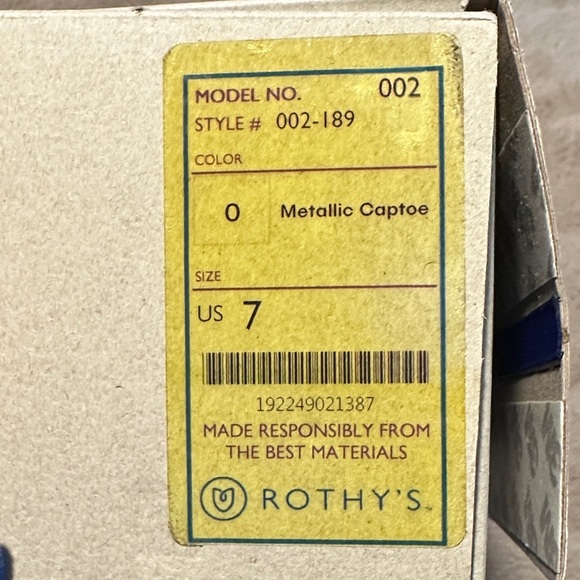 MODEL NO. 002
STYLE # 002-189
COLOR
0 Metallic Captoe
SIZE
US 7
192249021387
MADE RESPONSIBLY FROM
THE BEST MATERIALS
ROTHY'S